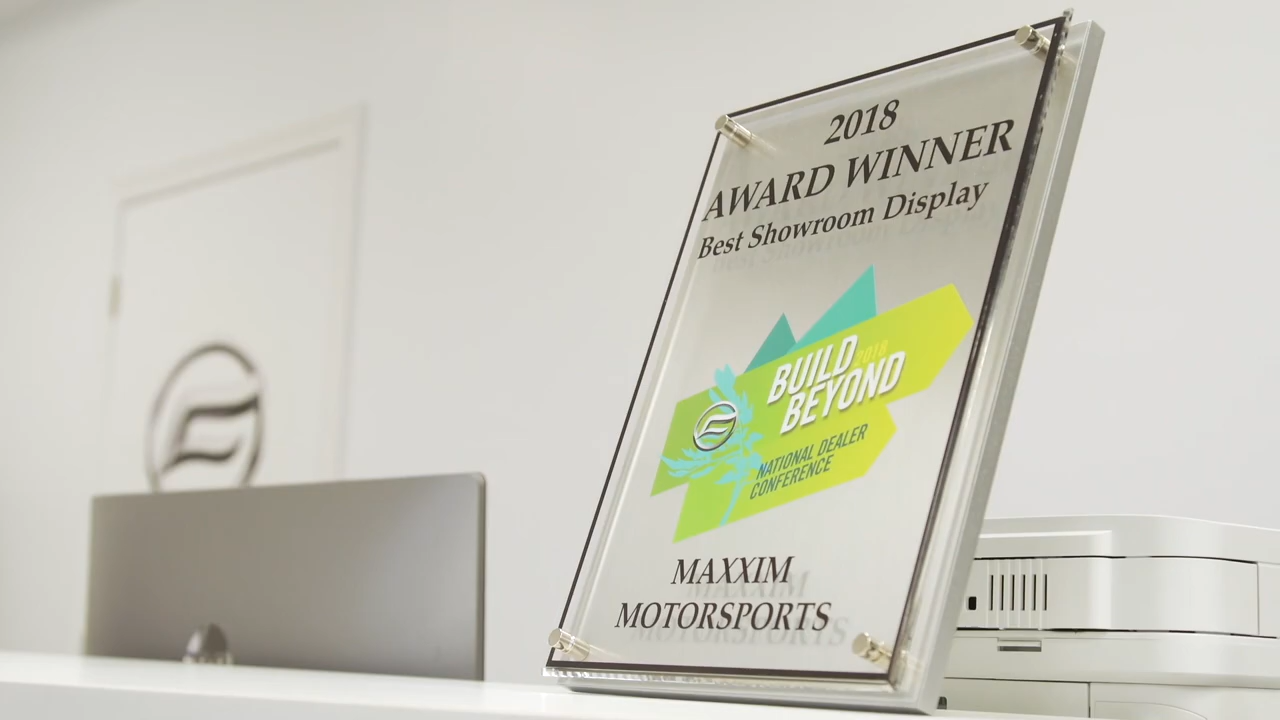 2018
AWARD WINNER
Best Showroom Display
BUILD 2018
BEYOND
NATIONAL DEALER
CONFERENCE
MAXXIM
MOTORSPORTS